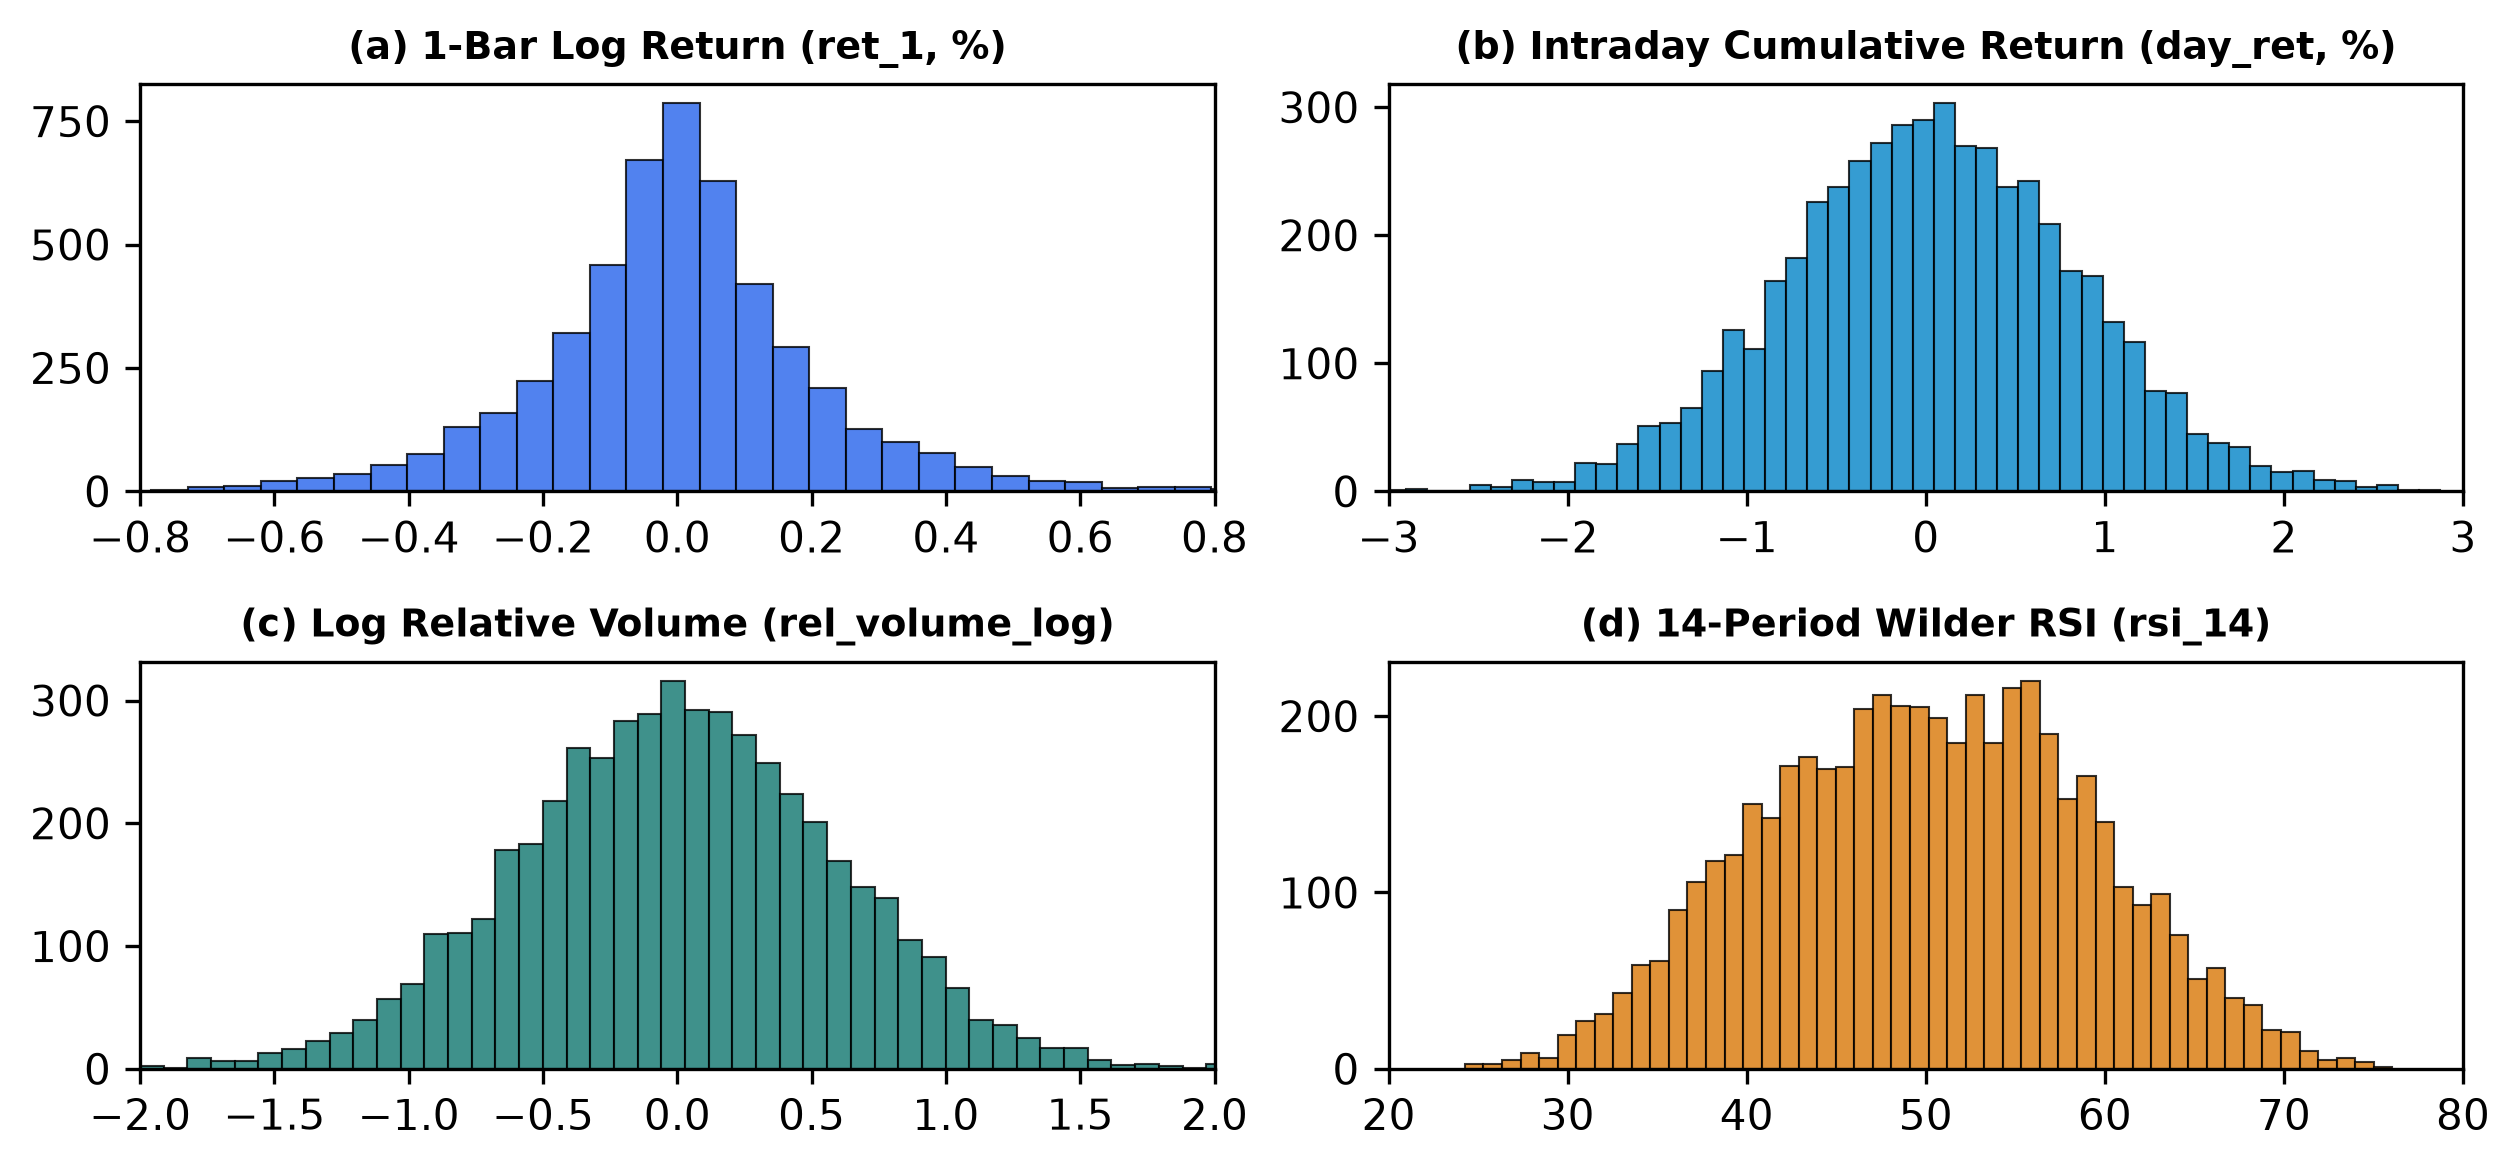 (a) 1-Bar Log Return (ret_1, %)
750
500
250
0
−0.8 −0.6 −0.4 −0.2 0.0 0.2 0.4 0.6 0.8
(b) Intraday Cumulative Return (day_ret, %)
300
200
100
0
−3 −2 −1 0 1 2 3
(c) Log Relative Volume (rel_volume_log)
300
200
100
0
−2.0 −1.5 −1.0 −0.5 0.0 0.5 1.0 1.5 2.0
(d) 14-Period Wilder RSI (rsi_14)
200
100
0
20 30 40 50 60 70 80